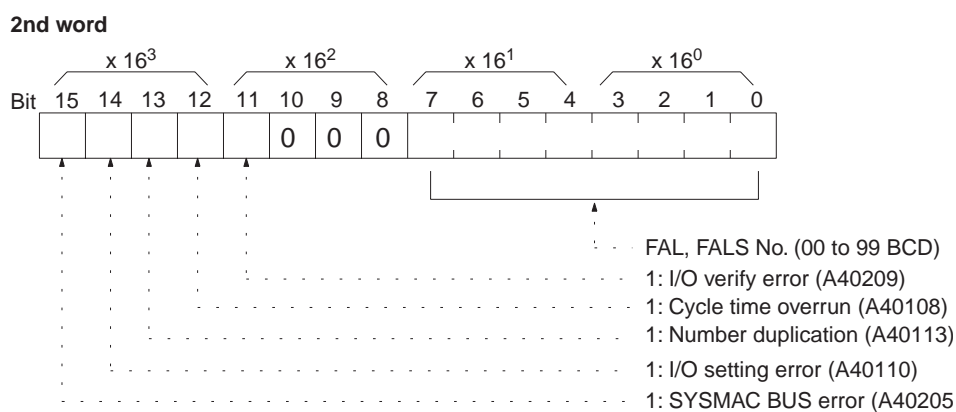 2nd word
x 16³ x 16² x 16¹ x 16⁰
Bit 15 14 13 12 11 10 9 8 7 6 5 4 3 2 1 0
0 0 0
FAL, FALS No. (00 to 99 BCD)
1: I/O verify error (A40209)
1: Cycle time overrun (A40108)
1: Number duplication (A40113)
1: I/O setting error (A40110)
1: SYSMAC BUS error (A40205